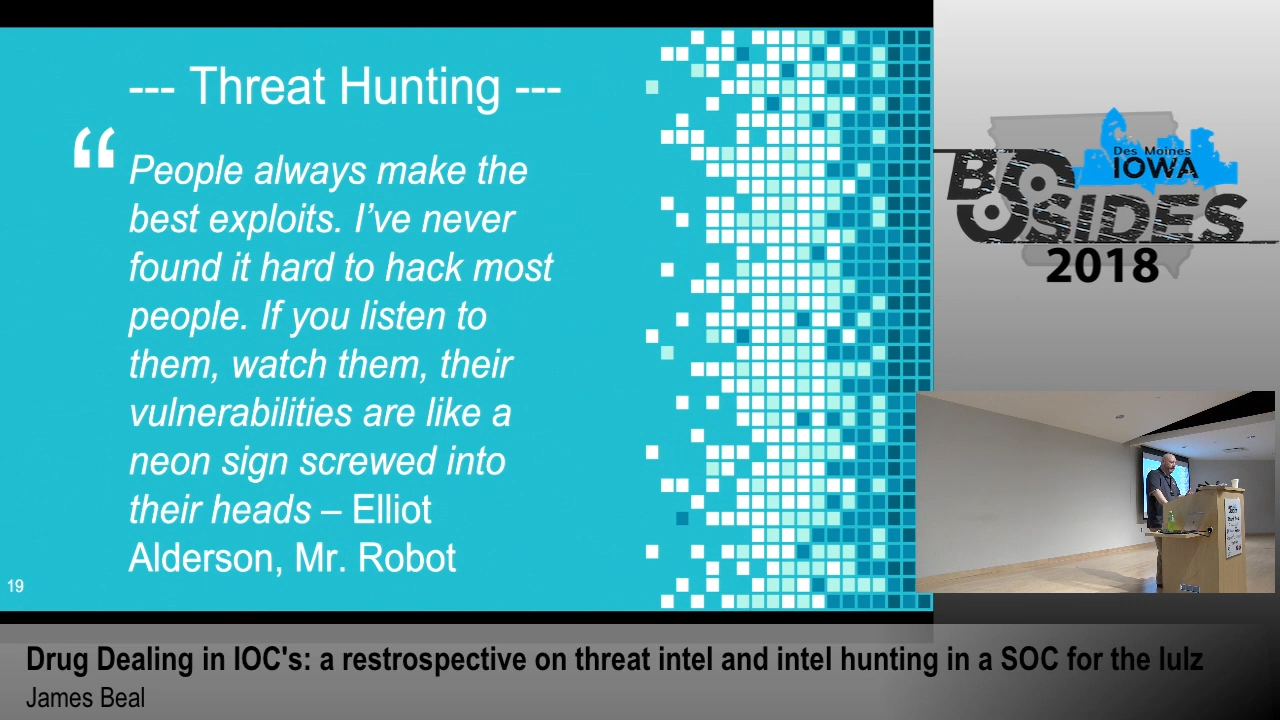 --- Threat Hunting ---
“
People always make the
best exploits. I’ve never
found it hard to hack most
people. If you listen to
them, watch them, their
vulnerabilities are like a
neon sign screwed into
their heads – Elliot
Alderson, Mr. Robot
19
Des Moines
IOWA
BSIDES
2018
Drug Dealing in IOC's: a restrospective on threat intel and intel hunting in a SOC for the lulz
James Beal